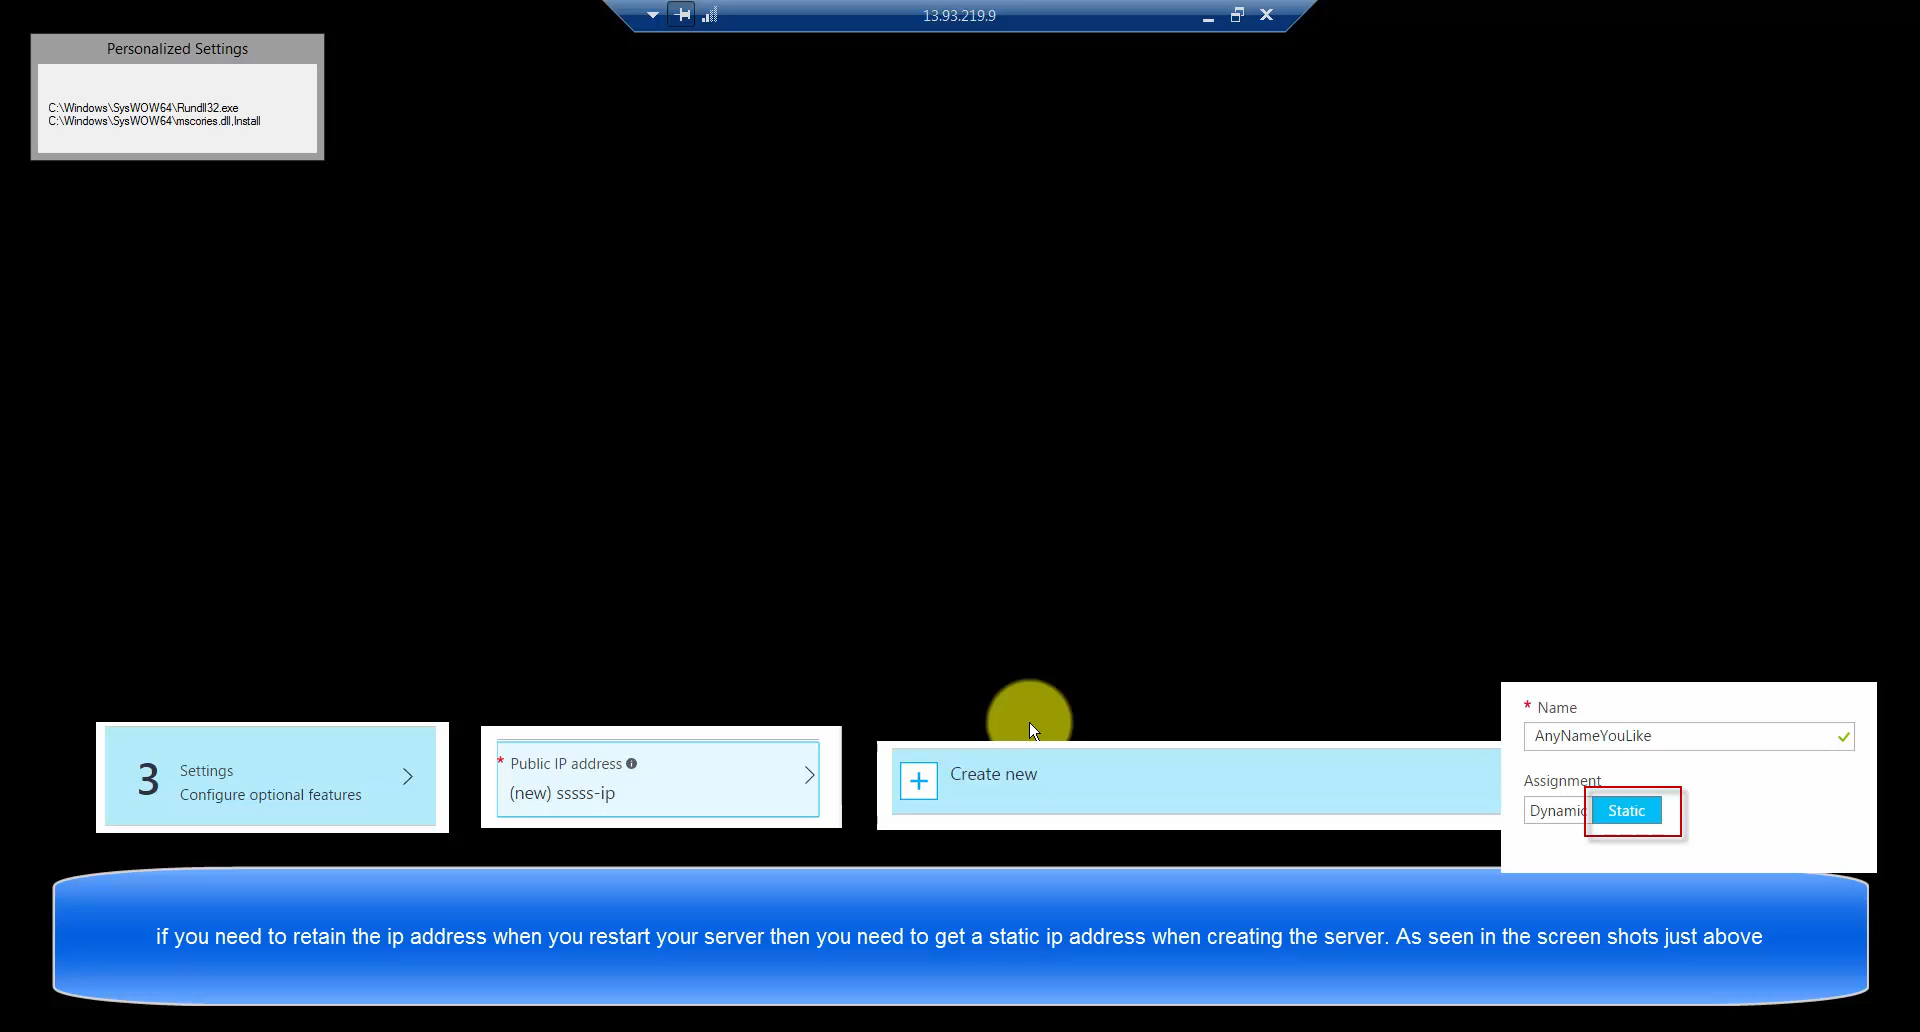 13.93.219.9
Personalized Settings
C:\Windows\SysWOW64\Rundll32.exe
C:\Windows\SysWOW64\mscories.dll,Install
3
Settings
Configure optional features
* Public IP address
(new) sssss-ip
Create new
* Name
AnyNameYouLike
Assignment
Dynamic Static
if you need to retain the ip address when you restart your server then you need to get a static ip address when creating the server. As seen in the screen shots just above